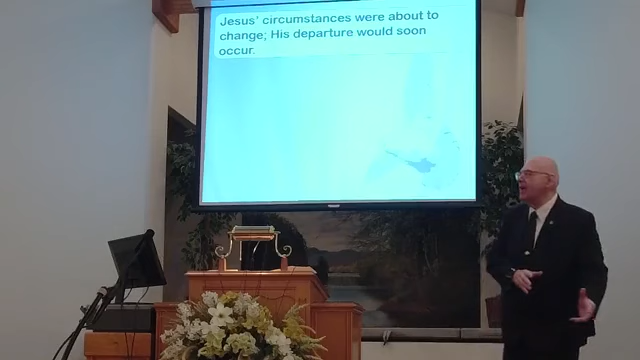 Jesus' circumstances were about to
change; His departure would soon
occur.